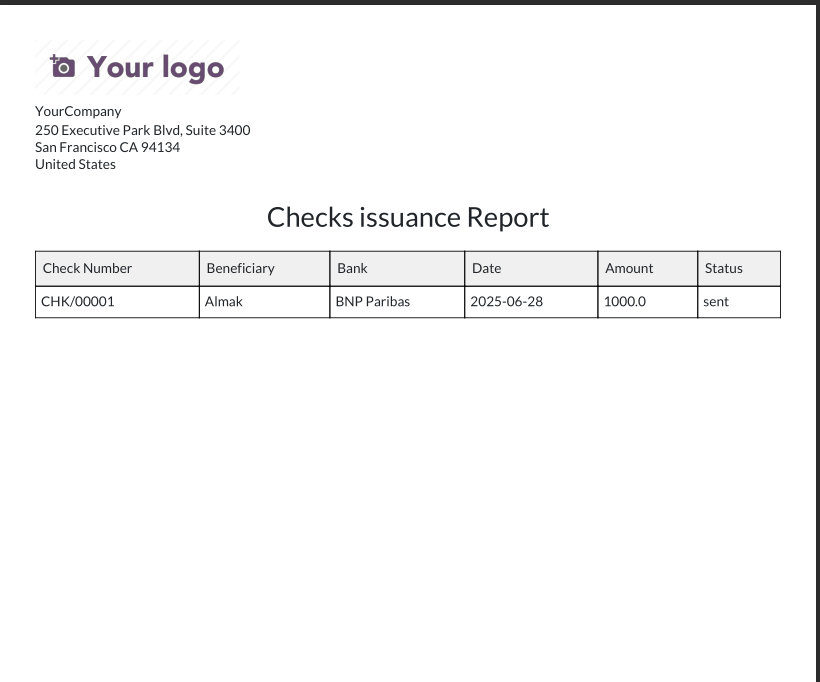 Your logo
YourCompany
250 Executive Park Blvd, Suite 3400
San Francisco CA 94134
United States
Checks issuance Report
Check Number Beneficiary Bank Date Amount Status
CHK/00001 Almak BNP Paribas 2025-06-28 1000.0 sent